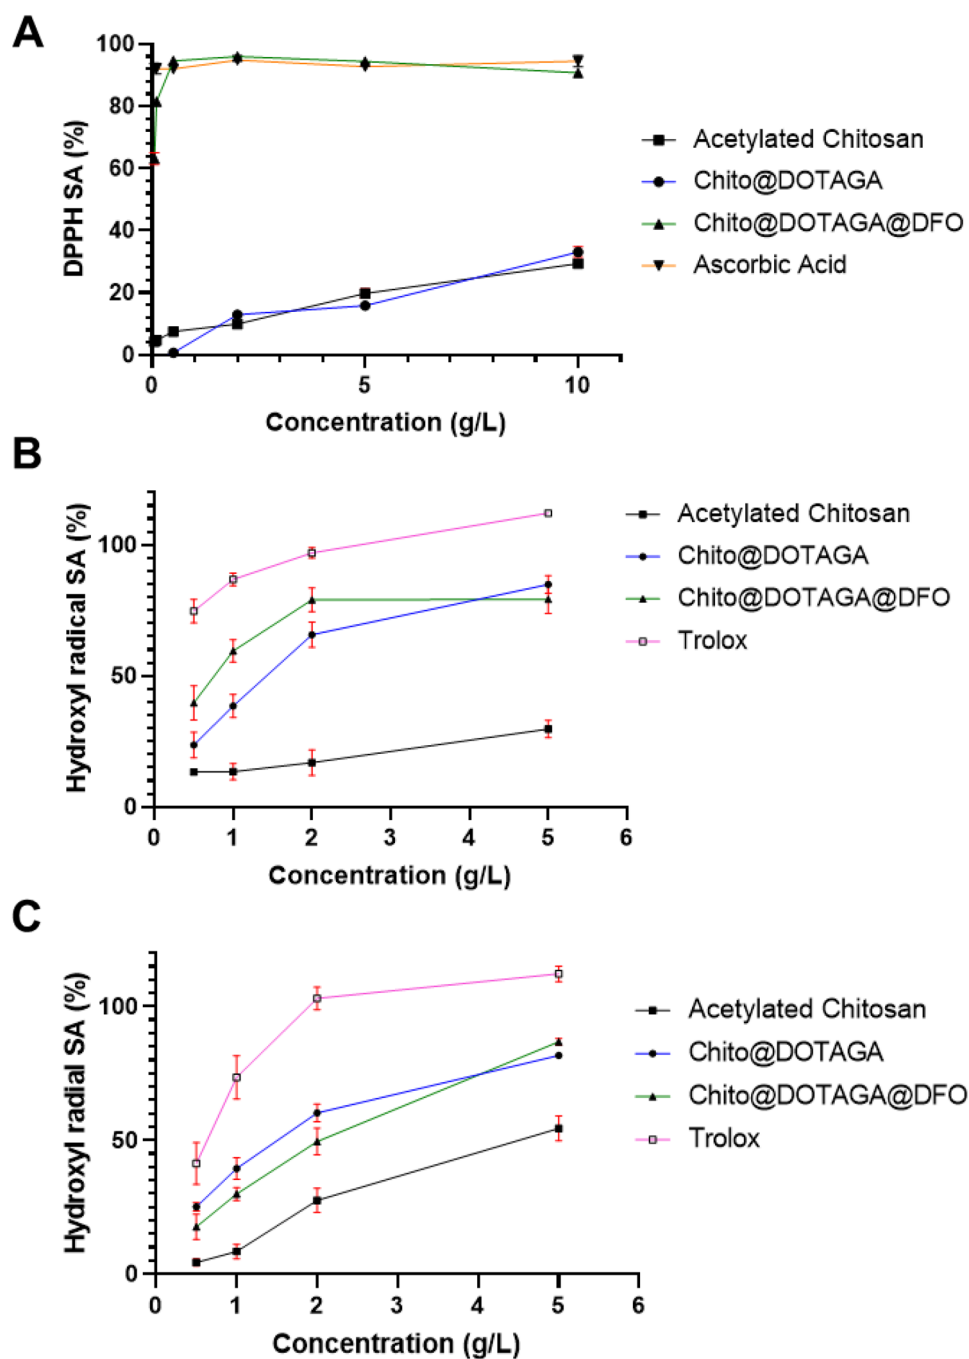 A
DPPH SA (%)
100
80
60
40
20
0
0 5 10
Concentration (g/L)
Acetylated Chitosan
Chito@DOTAGA
Chito@DOTAGA@DFO
Ascorbic Acid
B
Hydroxyl radical SA (%)
100
50
0
0 1 2 3 4 5 6
Concentration (g/L)
Acetylated Chitosan
Chito@DOTAGA
Chito@DOTAGA@DFO
Trolox
C
Hydroxyl radial SA (%)
100
50
0
0 1 2 3 4 5 6
Concentration (g/L)
Acetylated Chitosan
Chito@DOTAGA
Chito@DOTAGA@DFO
Trolox